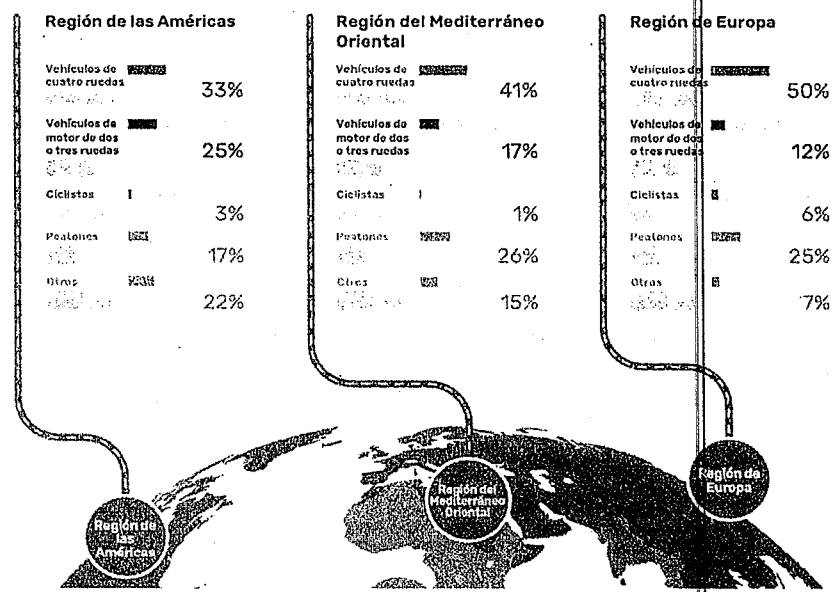 Región de las Américas
Vehículos de
cuatro ruedas
33%
Vehículos de
motor de dos
o tres ruedas
25%
Ciclistas
3%
Peatones
17%
Otros
22%
Región del Mediterráneo
Oriental
Vehículos de
cuatro ruedas
41%
Vehículos de
motor de dos
o tres ruedas
17%
Ciclistas
1%
Peatones
26%
Otros
15%
Región de Europa
Vehículos de
cuatro ruedas
50%
Vehículos de
motor de dos
o tres ruedas
12%
Ciclistas
6%
Peatones
25%
Otros
7%
Región de
las
Américas
Región del
Mediterráneo
Oriental
Región de
Europa